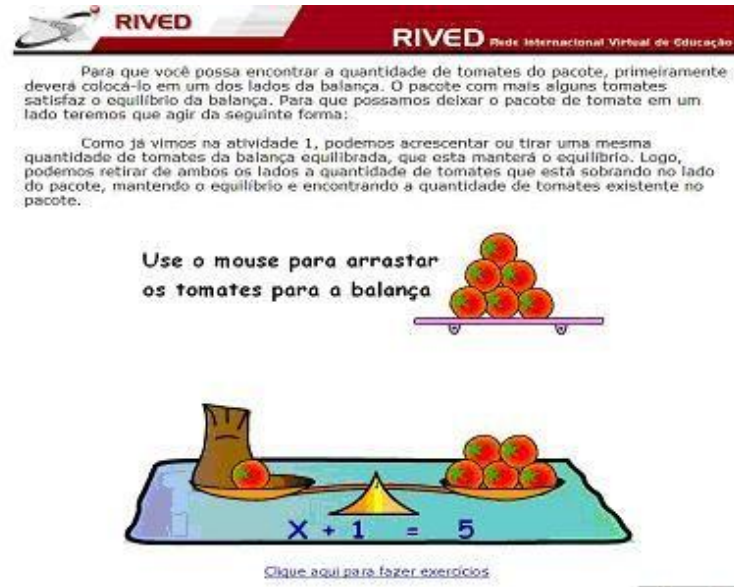 RIVED
RIVED Rede Internacional Virtual de Educação
Para que você possa encontrar a quantidade de tomates do pacote, primeiramente
deverá colocá-lo em um dos lados da balança. O pacote com mais alguns tomates
satisfaz o equilíbrio da balança. Para que possamos deixar o pacote de tomate em um
lado teremos que agir da seguinte forma:
Como já vimos na atividade 1, podemos acrescentar ou tirar uma mesma
quantidade de tomates da balança equilibrada, que esta manterá o equilíbrio. Logo,
podemos retirar de ambos os lados a quantidade de tomates que está sobrando no lado
do pacote, mantendo o equilíbrio e encontrando a quantidade de tomates existente no
pacote.
Use o mouse para arrastar
os tomates para a balança
X + 1 = 5
Clique aqui para fazer exercícios